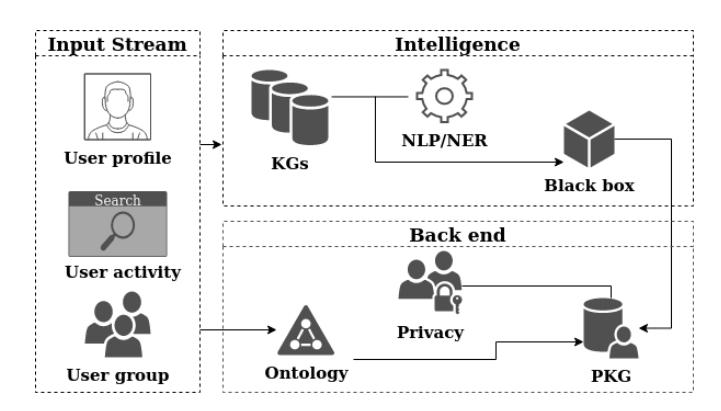 Input Stream
User profile
Search
User activity
User group
Intelligence
KGs
NLP/NER
Black box
Back end
Privacy
Ontology
PKG